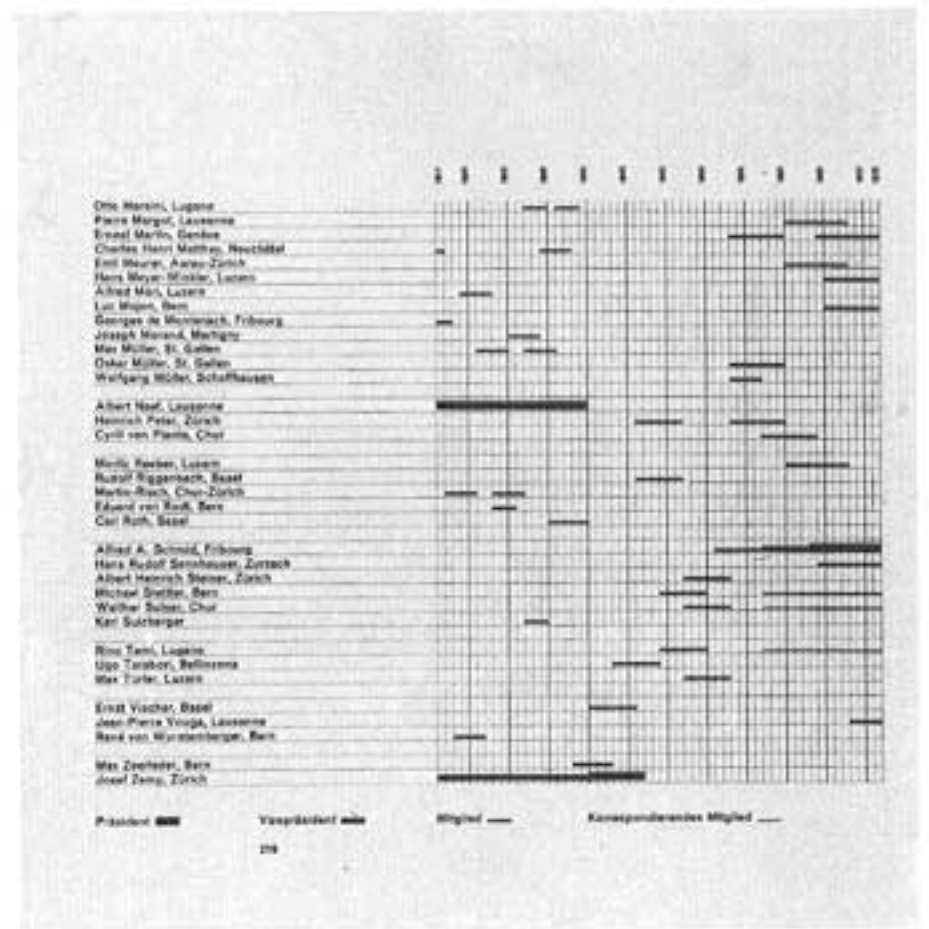 Otto Marsini, Lugano
Pierre Margot, Lausanne
Ernest Martin, Genève
Charles Henri Matthey, Neuchâtel
Emil Maurer, Aarau-Zürich
Hans Meyer-Winkler, Luzern
Alfred Luzern
Luc Mojon, Bern
Georges de Montenach, Fribourg
Joseph Morand, Martigny
Max Müller, St. Gallen
Oskar Müller, St. Gallen
Wolfgang Müller, Schaffhausen
Albert Naef, Lausanne
Heinrich Peter, Zürich
Cyrill von Planta, Chur
Moritz Raeber, Luzern
Rudolf Riggenbach, Basel
Martin-Risch, Chur-Zürich
Eduard von Rodt, Bern
Carl Roth, Basel
Alfred A. Schmid, Fribourg
Hans Rudolf Sennhauser, Zurzach
Albert Heinrich Steiner, Zürich
Michael Stettler, Bern
Walther Sulser, Chur
Karl Sulzberger
Rino Tami, Lugano
Ugo Tarabori, Bellinzona
Max Türler, Luzern
Ernst Vischer, Basel
Jean-Pierre Vouga, Lausanne
René von Wurstemberger, Bern
Max Zeerleder, Bern
Josef Zemp, Zürich
Präsident Vizepräsident Mitglied Korrespondierendes Mitglied